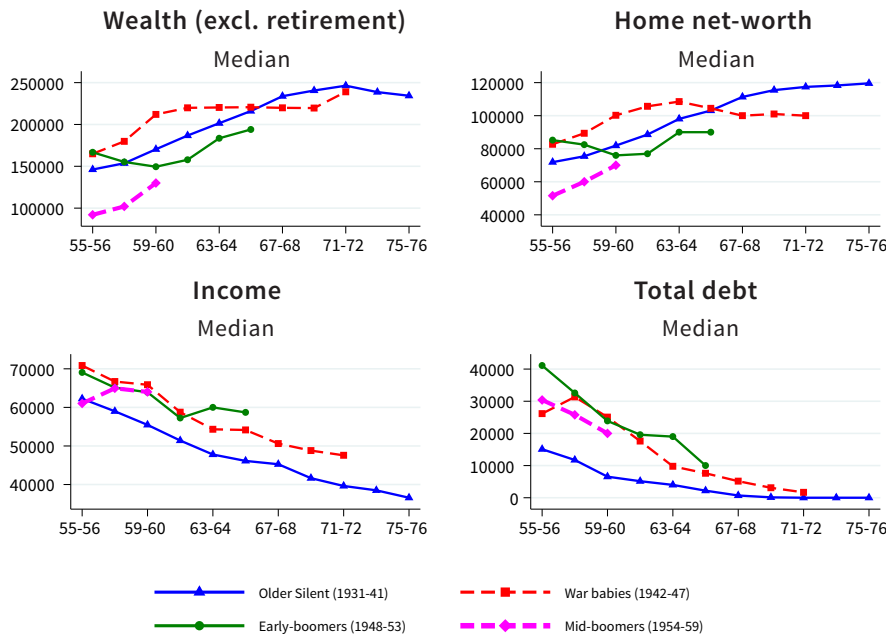 Wealth (excl. retirement)
Median
250000
200000
150000
100000
55-56 59-60 63-64 67-68 71-72 75-76
Home net-worth
Median
120000
100000
80000
60000
40000
55-56 59-60 63-64 67-68 71-72 75-76
Income
Median
70000
60000
50000
40000
55-56 59-60 63-64 67-68 71-72 75-76
Total debt
Median
40000
30000
20000
10000
0
55-56 59-60 63-64 67-68 71-72 75-76
Older Silent (1931-41) War babies (1942-47)
Early-boomers (1948-53) Mid-boomers (1954-59)